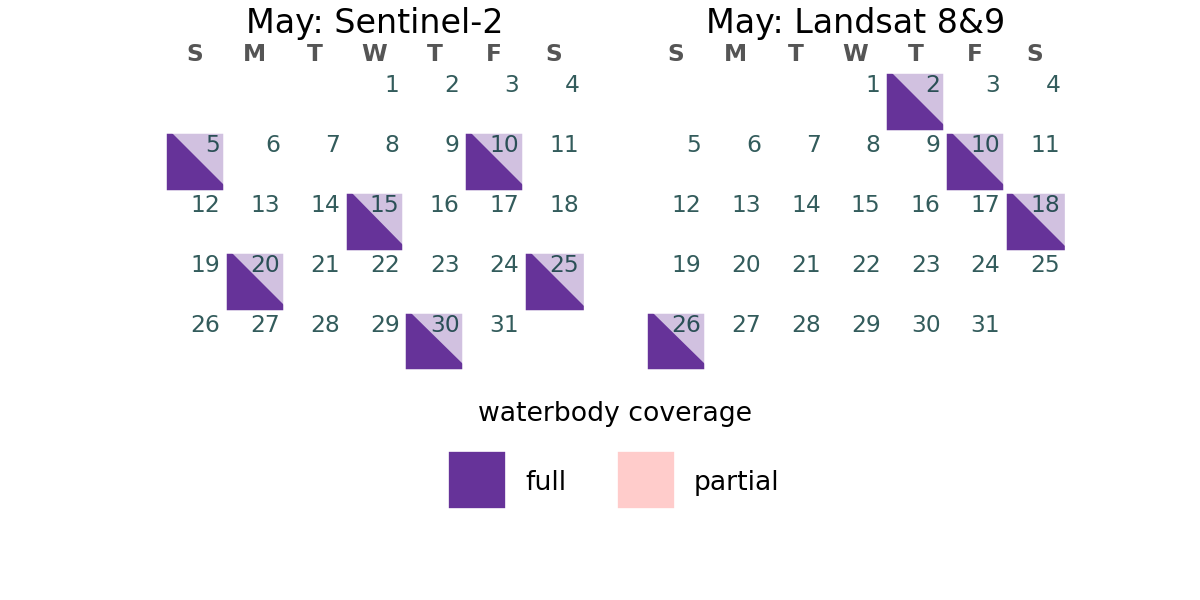 May: Sentinel-2
S M T W T F S
1 2 3 4
5 6 7 8 9 10 11
12 13 14 15 16 17 18
19 20 21 22 23 24 25
26 27 28 29 30 31
May: Landsat 8&9
S M T W T F S
1 2 3 4
5 6 7 8 9 10 11
12 13 14 15 16 17 18
19 20 21 22 23 24 25
26 27 28 29 30 31
waterbody coverage
full
partial